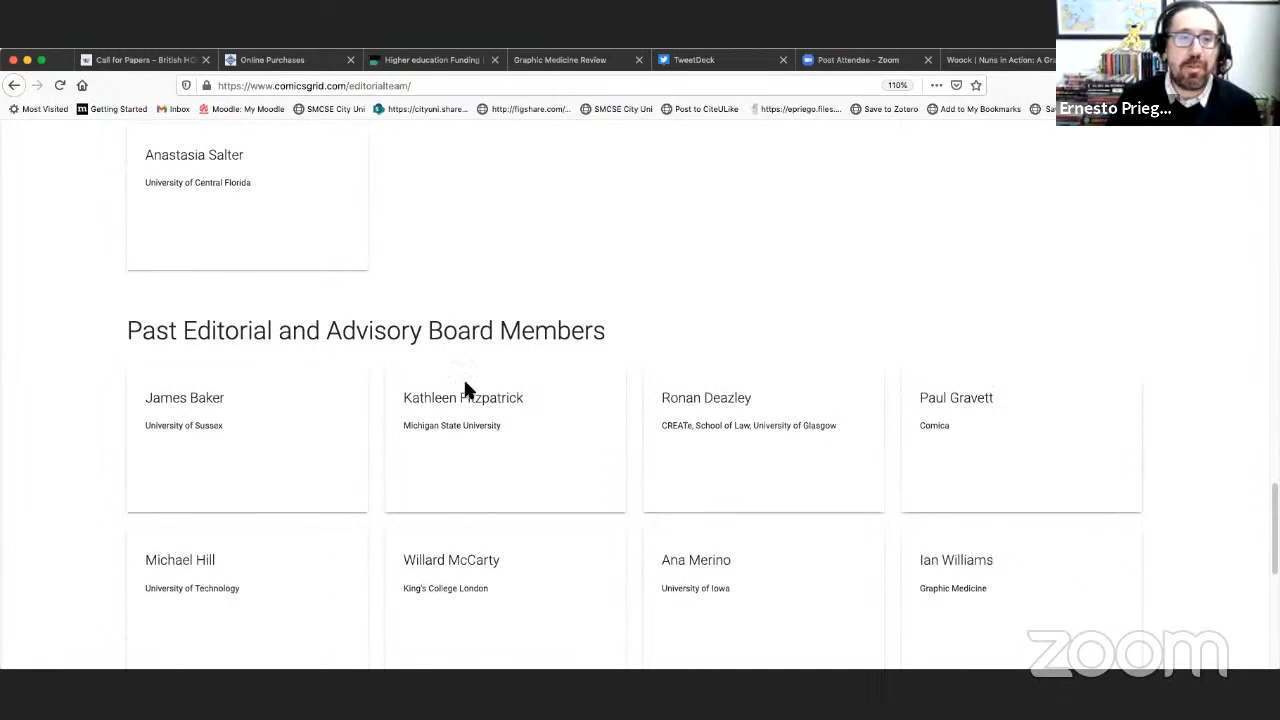 Call for Papers – British HC
Online Purchases
Higher education Funding
Graphic Medicine Review
TweetDeck
Post Attendee - Zoom
Woock | Nuns in Action: A Gra
https://www.comicsgrid.com/editorialteam/
110%
Most Visited
Getting Started
Inbox
Moodle: My Moodle
SMCSE City
uni.share...
http://figshare.com/...
SMCSE City Uni
Post to CiteULike
https://epriego.files....
Save to Zotero
Add to My Bookmarks
Ernesto Prieg...
Anastasia Salter
University of Central Florida
Past Editorial and Advisory Board Members
James Baker
University of Sussex
Kathleen Fitzpatrick
Michigan State University
Ronan Deazley
CREATe, School of Law, University of Glasgow
Paul Gravett
Comica
Michael Hill
University of Technology
Willard McCarty
King's College London
Ana Merino
University of Iowa
Ian Williams
Graphic Medicine
zoom